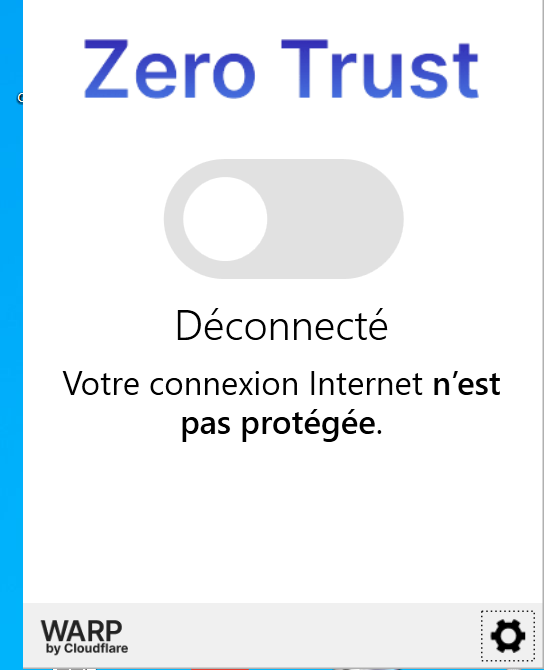 Zero Trust
Déconnecté
Votre connexion Internet n’est
pas protégée.
WARP
by Cloudflare